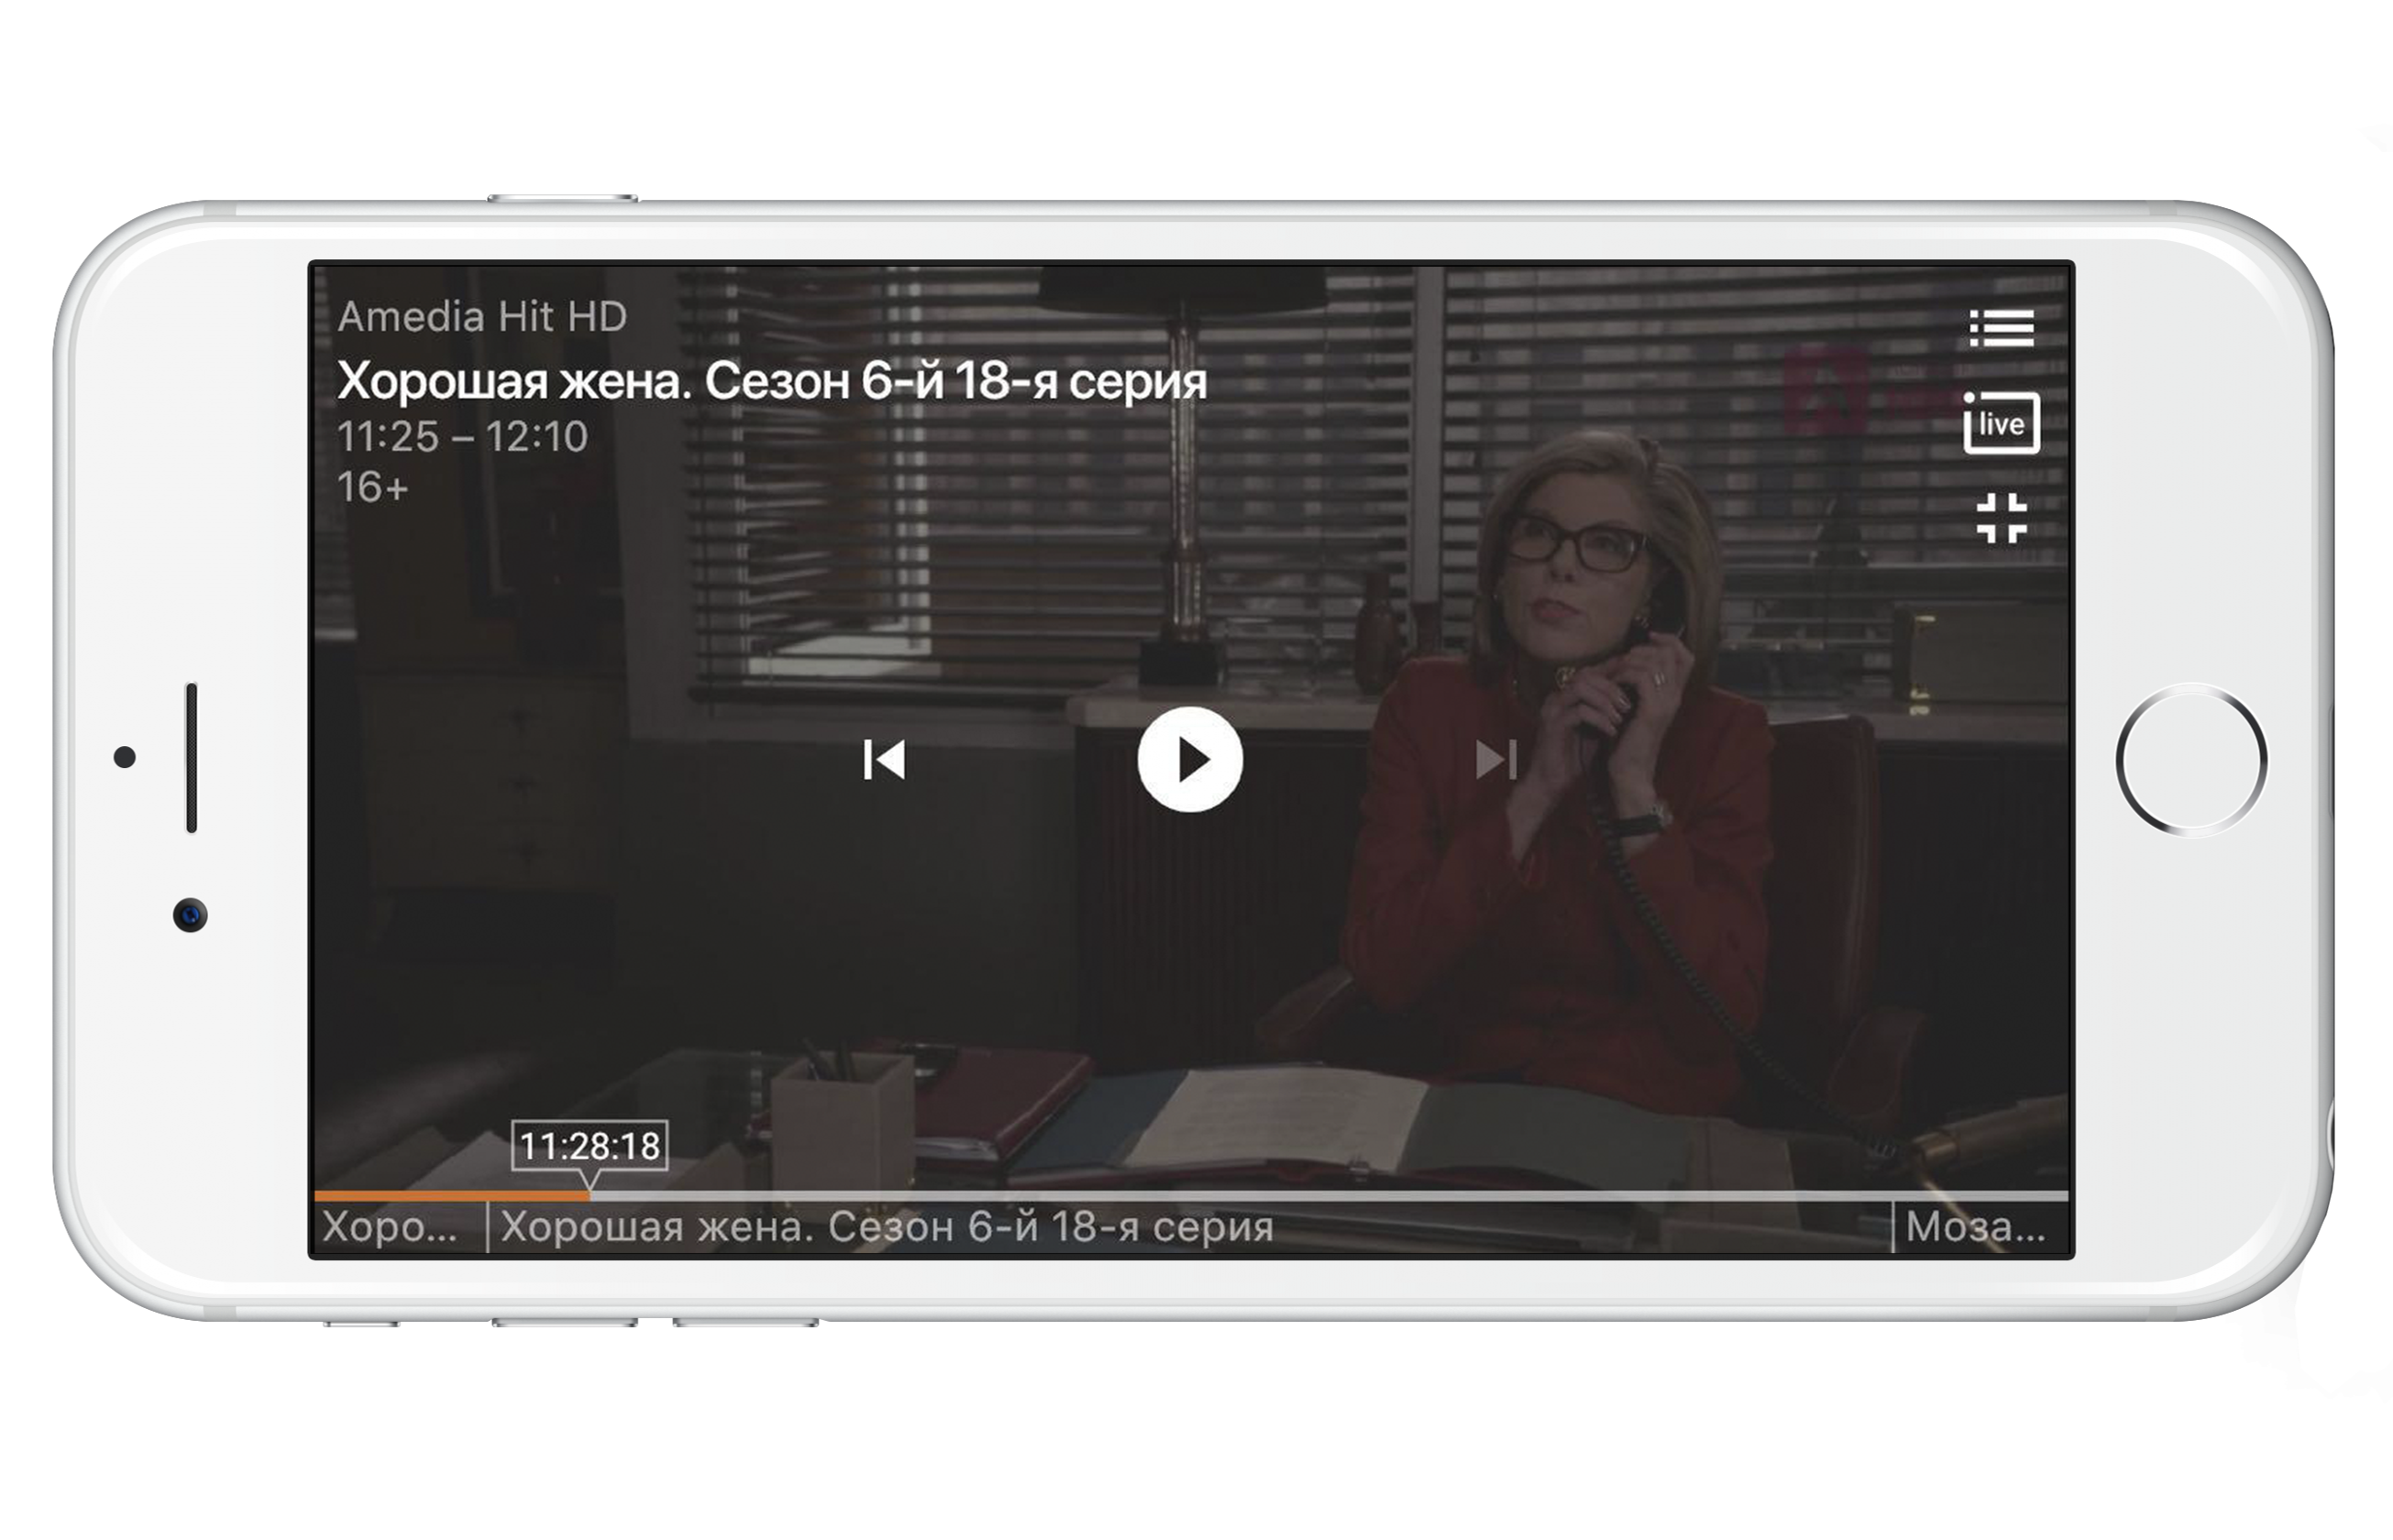 Amedia Hit HD
Хорошая жена. Сезон 6-й 18-я серия
11:25 – 12:10
16+
live
11:28:18
Хоро... Хорошая жена. Сезон 6-й 18-я серия Моза...